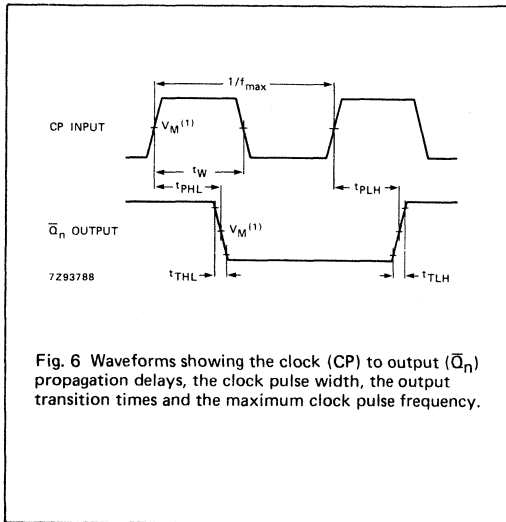 1/fmax
CP INPUT
VM(1)
tW
tPHL
tPLH
Q̅n OUTPUT
VM(1)
7Z93788
tTHL
tTLH
Fig. 6 Waveforms showing the clock (CP) to output (Q̅n)
propagation delays, the clock pulse width, the output
transition times and the maximum clock pulse frequency.